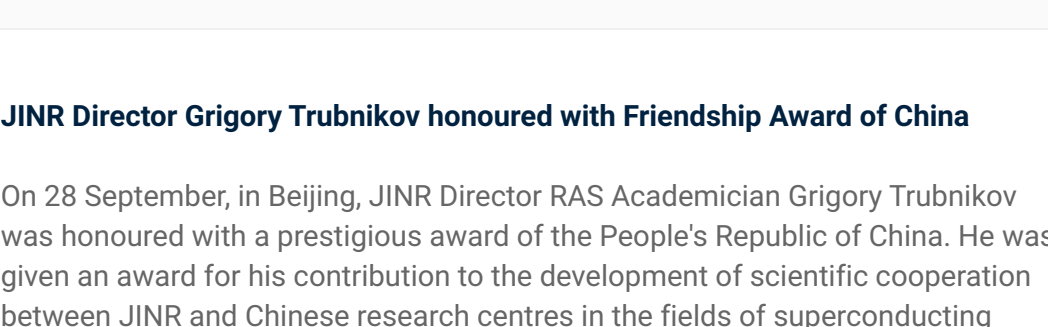 JINR Director Grigory Trubnikov honoured with Friendship Award of China
On 28 September, in Beijing, JINR Director RAS Academician Grigory Trubnikov
was honoured with a prestigious award of the People's Republic of China. He was
given an award for his contribution to the development of scientific cooperation
between JINR and Chinese research centres in the fields of superconducting